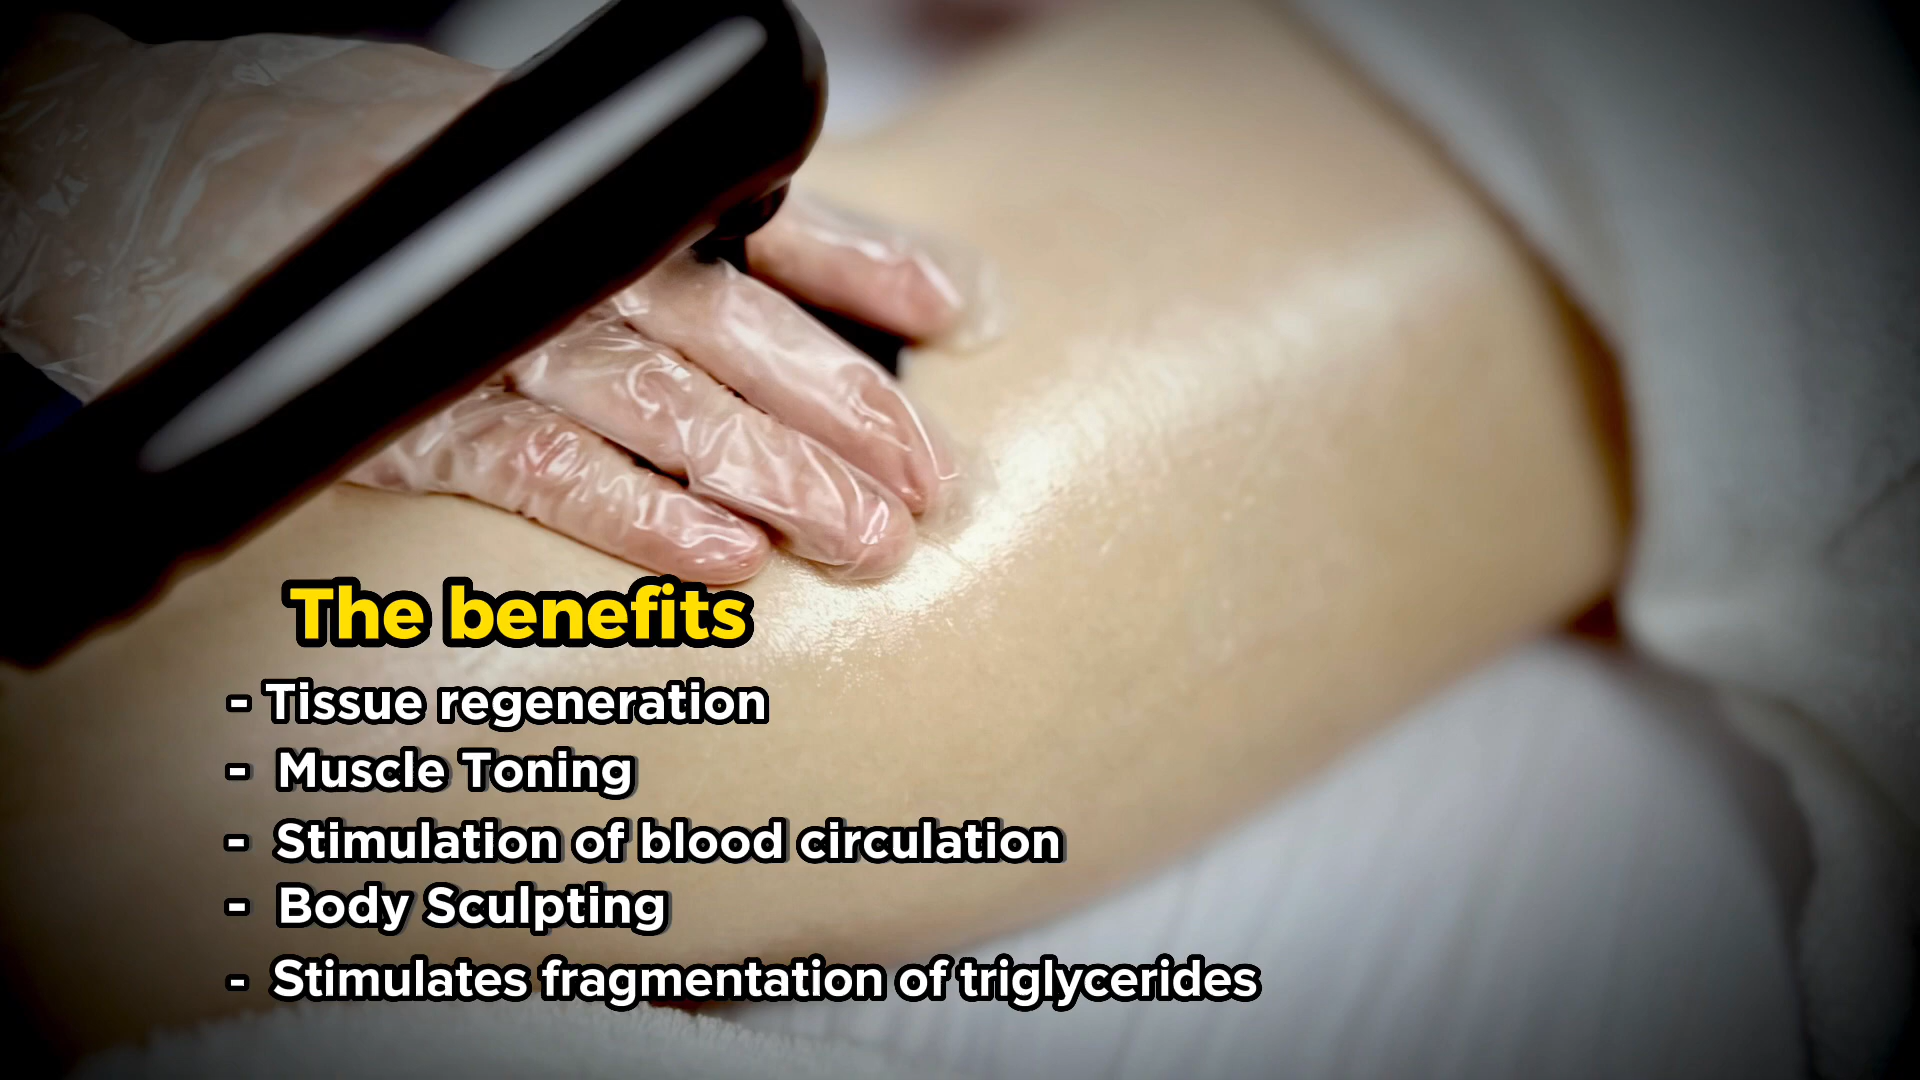 The benefits
- Tissue regeneration
- Muscle Toning
- Stimulation of blood circulation
- Body Sculpting
- Stimulates fragmentation of triglycerides